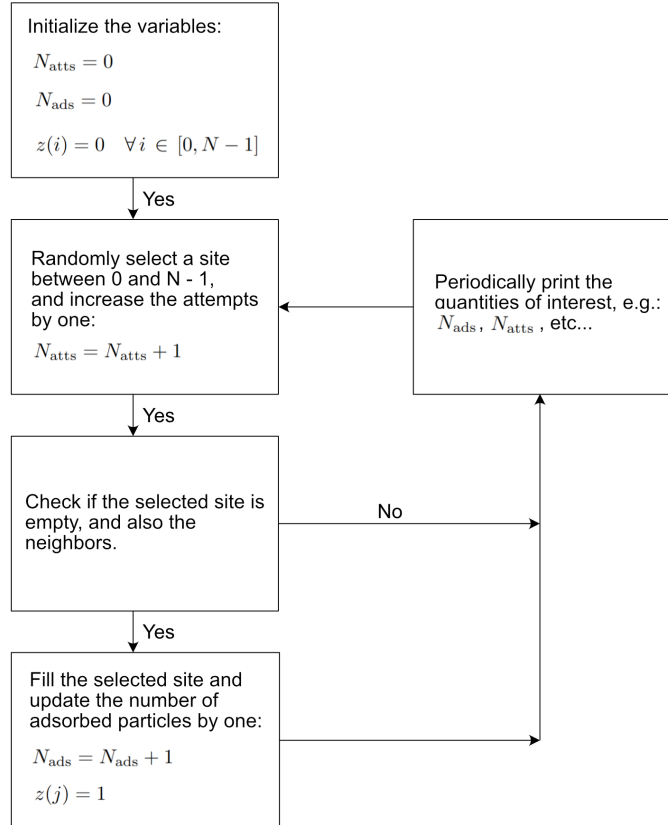 Initialize the variables:
N_atts = 0
N_ads = 0
z(i) = 0 ∀ i ∈ [0, N − 1]
Yes
Randomly select a site
between 0 and N - 1,
and increase the attempts
by one:
N_atts = N_atts + 1
Periodically print the
quantities of interest, e.g.:
N_ads, N_atts, etc...
Yes
Check if the selected site is
empty, and also the
neighbors.
No
Yes
Fill the selected site and
update the number of
adsorbed particles by one:
N_ads = N_ads + 1
z(j) = 1